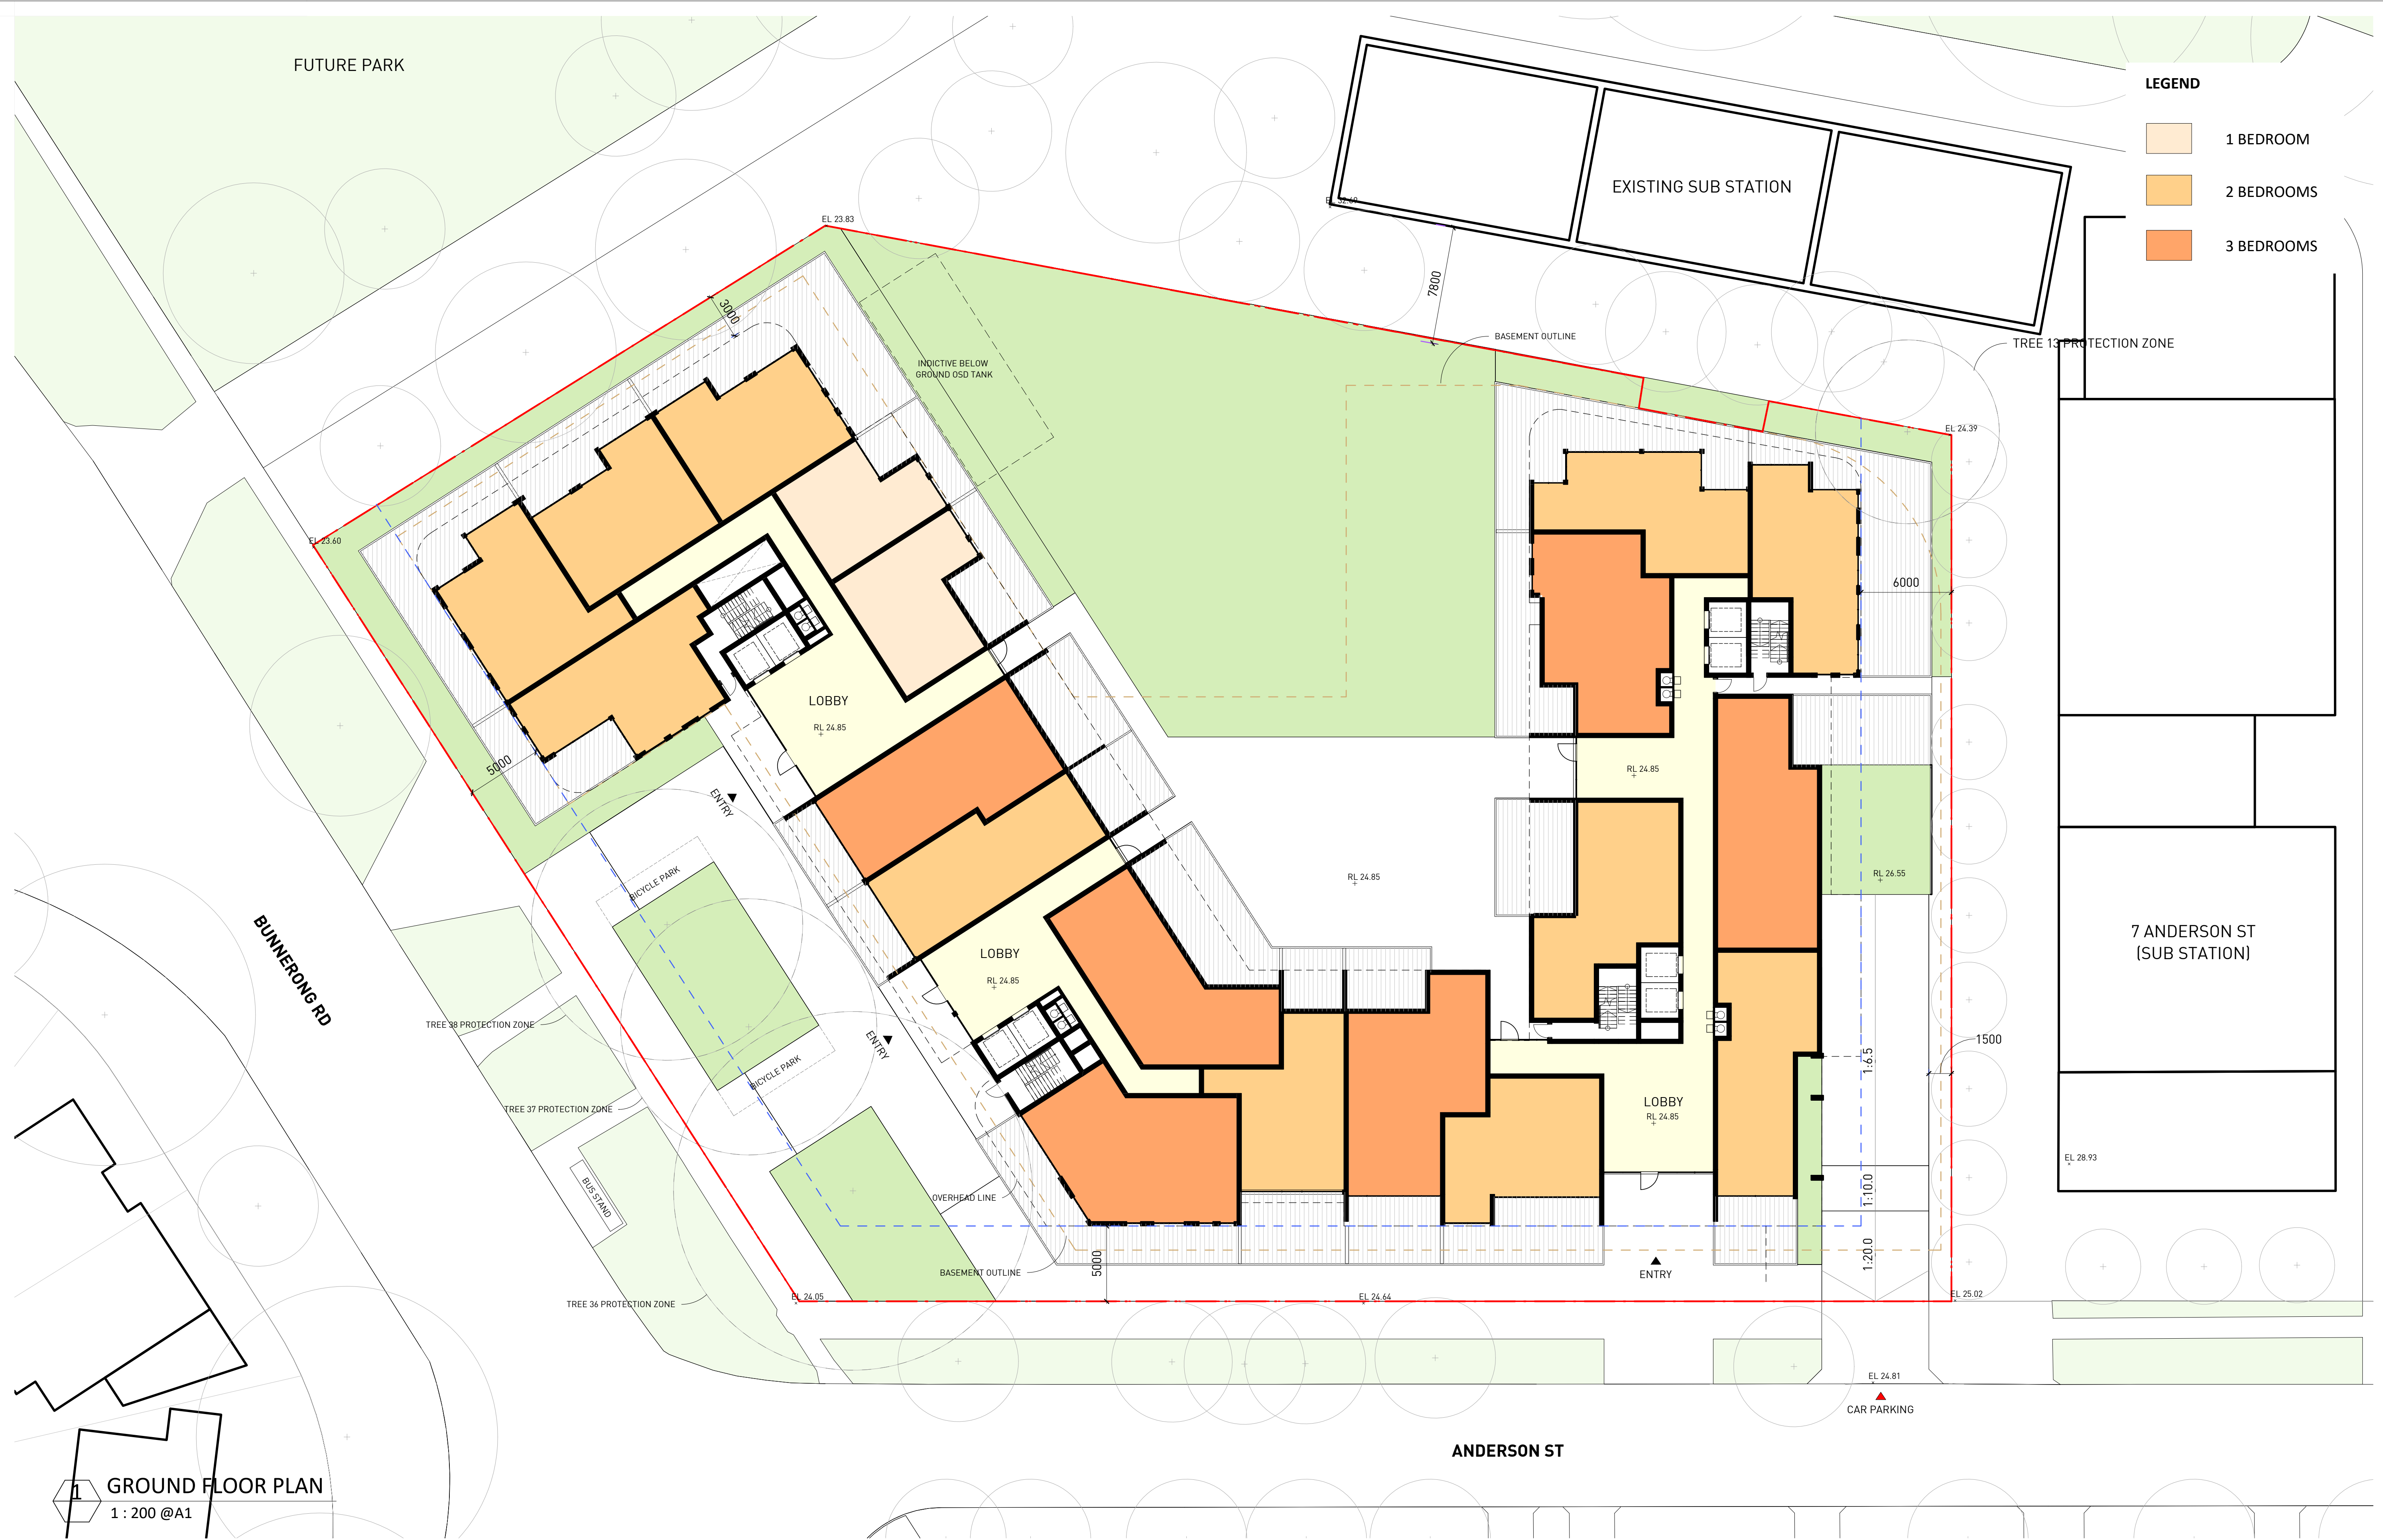 FUTURE PARK
LEGEND
1 BEDROOM
2 BEDROOMS
3 BEDROOMS
EXISTING SUB STATION
EL 32.69
EL 23.83
7800
3000
BASEMENT OUTLINE
TREE 13 PROTECTION ZONE
INDICTIVE BELOW
GROUND OSD TANK
EL 24.39
EL 23.60
6000
LOBBY
RL 24.85
5000
RL 24.85
ENTRY
BICYCLE PARK
RL 24.85
RL 26.55
BUNNERONG RD
7 ANDERSON ST
(SUB STATION)
LOBBY
RL 24.85
TREE 38 PROTECTION ZONE
ENTRY
1500
1:6.5
BICYCLE PARK
TREE 37 PROTECTION ZONE
LOBBY
RL 24.85
EL 28.93
BUS STAND
OVERHEAD LINE
1:10.0
1:20.0
5000
BASEMENT OUTLINE
ENTRY
EL 24.05
EL 24.64
EL 25.02
TREE 36 PROTECTION ZONE
EL 24.81
CAR PARKING
ANDERSON ST
1
GROUND FLOOR PLAN
1 : 200 @A1